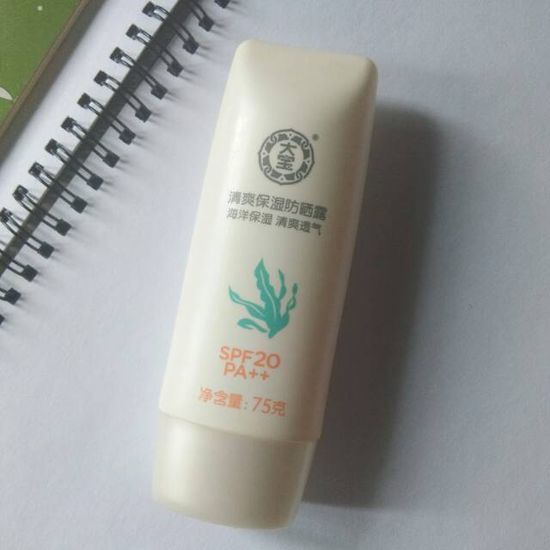 大宝®
清爽保湿防晒露
海洋保湿 清爽透气
SPF20
PA++
净含量:75克